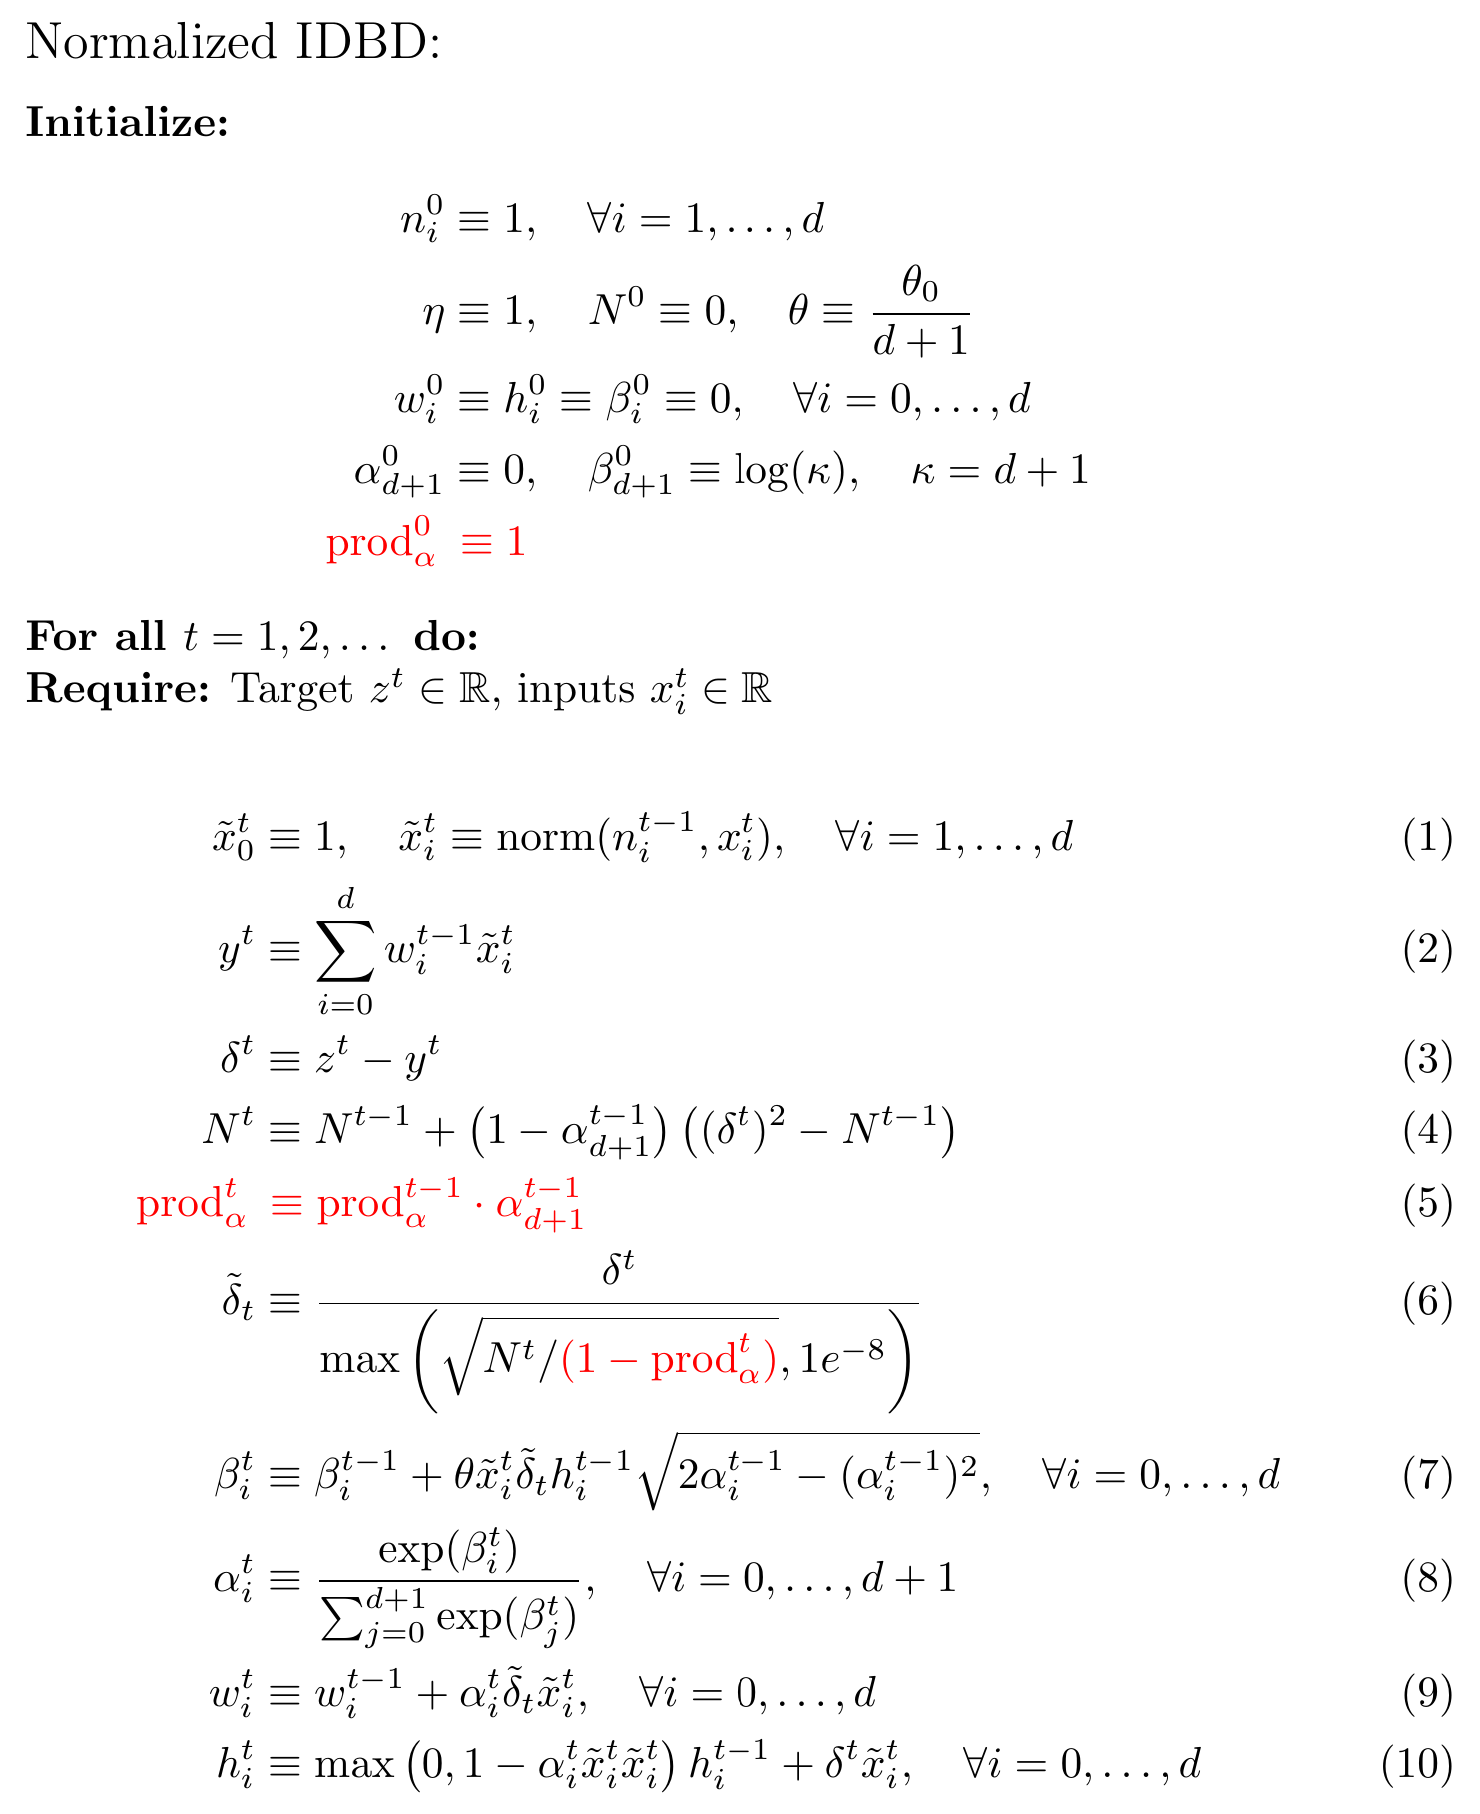 Normalized IDBD:
Initialize:
n_i^0 ≡ 1, ∀i = 1, . . . , d
η ≡ 1, N^0 ≡ 0, θ ≡ θ_0 / (d + 1)
w_i^0 ≡ h_i^0 ≡ β_i^0 ≡ 0, ∀i = 0, . . . , d
α_{d+1}^0 ≡ 0, β_{d+1}^0 ≡ log(κ), κ = d + 1
prod_α^0 ≡ 1
For all t = 1, 2, . . . do:
Require: Target z^t ∈ ℝ, inputs x_i^t ∈ ℝ
x̃_0^t ≡ 1, x̃_i^t ≡ norm(n_i^{t−1}, x_i^t), ∀i = 1, . . . , d (1)
y^t ≡ ∑_{i=0}^{d} w_i^{t−1} x̃_i^t (2)
δ^t ≡ z^t − y^t (3)
N^t ≡ N^{t−1} + (1 − α_{d+1}^{t−1}) ((δ^t)^2 − N^{t−1}) (4)
prod_α^t ≡ prod_α^{t−1} · α_{d+1}^{t−1} (5)
δ̃_t ≡ δ^t / max(√(N^t/(1 − prod_α^t)), 1e^{−8}) (6)
β_i^t ≡ β_i^{t−1} + θ x̃_i^t δ̃_t h_i^{t−1} √(2α_i^{t−1} − (α_i^{t−1})^2), ∀i = 0, . . . , d (7)
α_i^t ≡ exp(β_i^t) / ∑_{j=0}^{d+1} exp(β_j^t), ∀i = 0, . . . , d + 1 (8)
w_i^t ≡ w_i^{t−1} + α_i^t δ̃_t x̃_i^t, ∀i = 0, . . . , d (9)
h_i^t ≡ max (0, 1 − α_i^t x̃_i^t x̃_i^t) h_i^{t−1} + δ^t x̃_i^t, ∀i = 0, . . . , d (10)